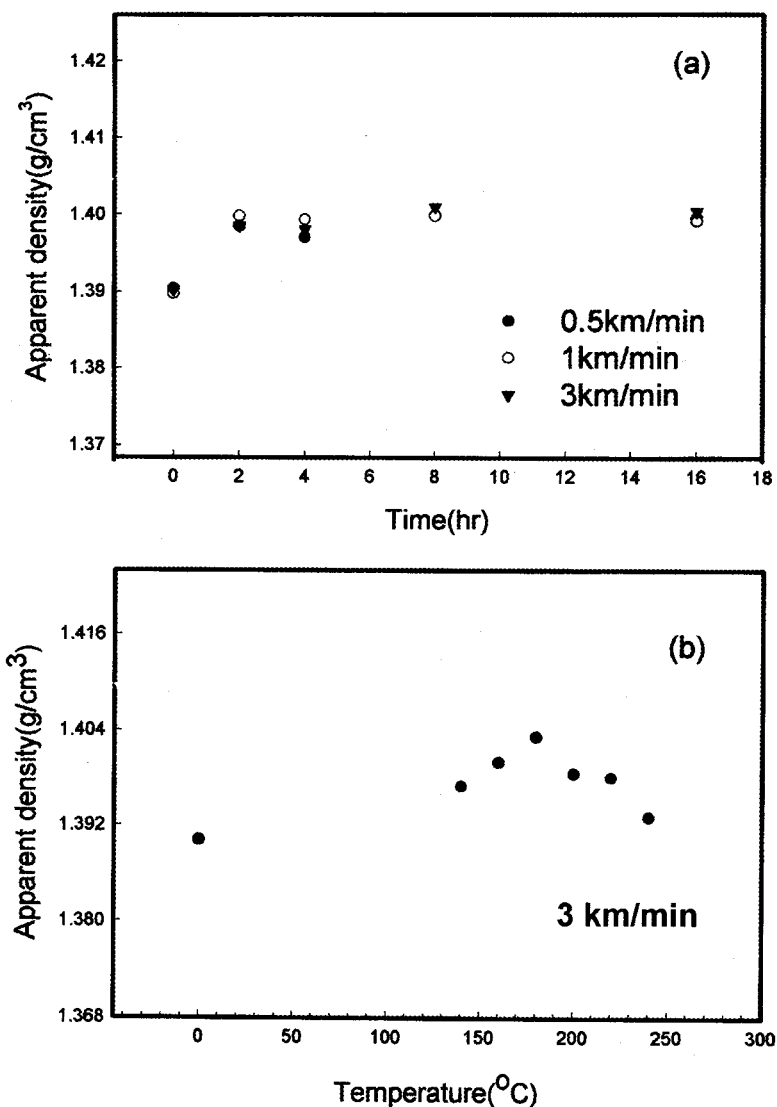 (a)
Apparent density(g/cm³)
1.42
1.41
1.40
1.39
1.38
1.37
0.5km/min
1km/min
3km/min
0 2 4 6 8 10 12 14 16 18
Time(hr)
(b)
Apparent density(g/cm³)
1.416
1.404
1.392
1.380
1.368
3 km/min
0 50 100 150 200 250 300
Temperature(°C)